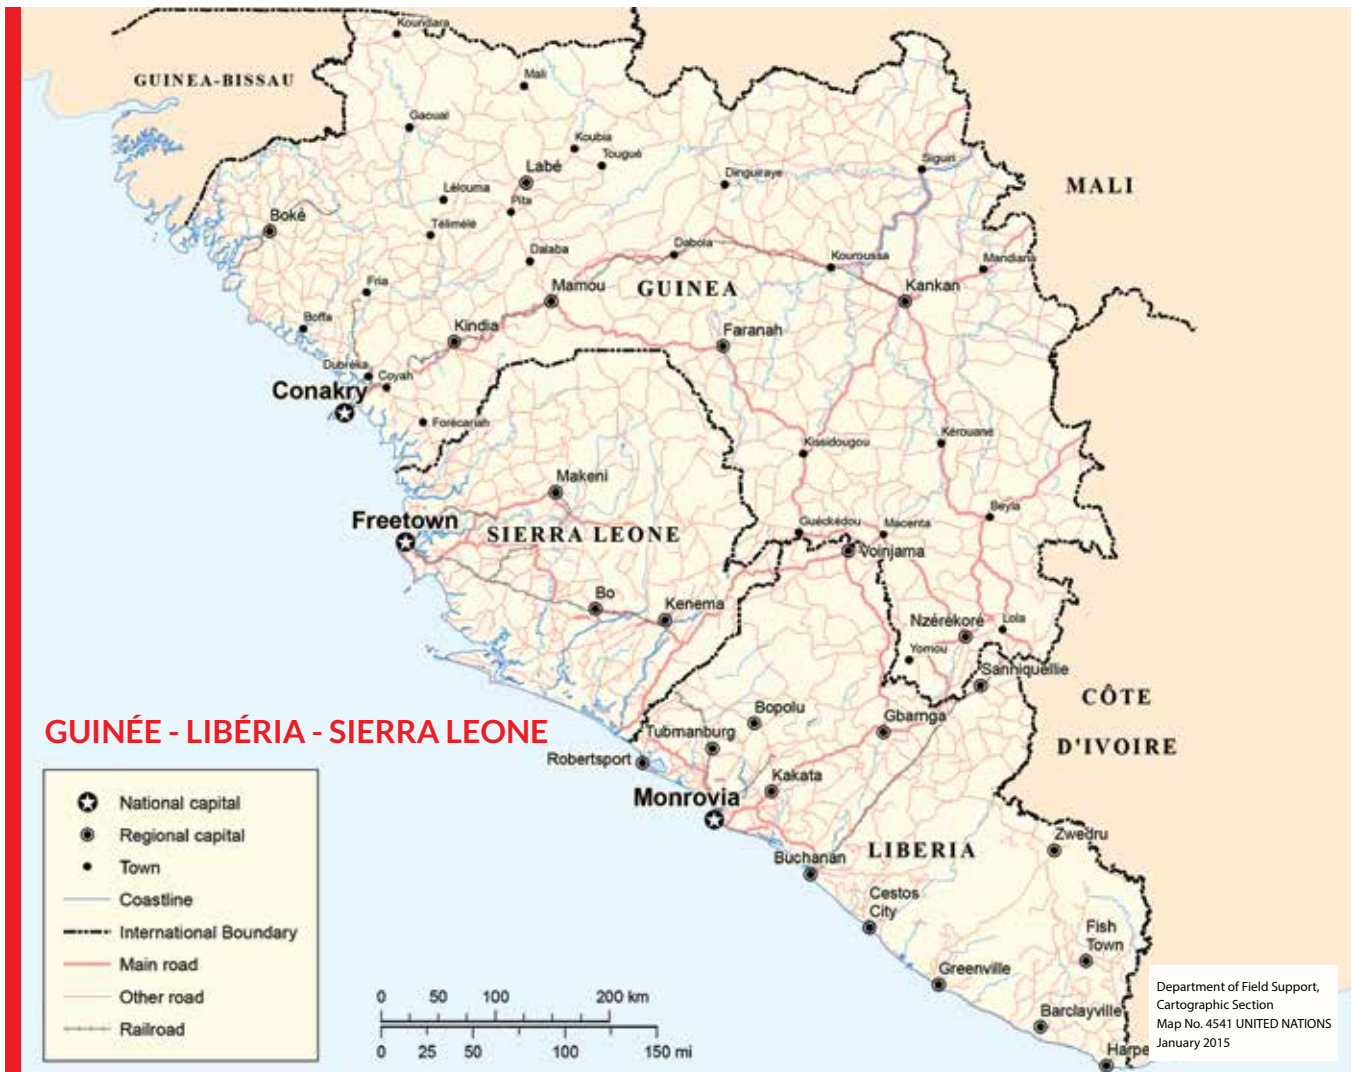 Koundara
GUINEA-BISSAU
Mali
Gaoual
Koubia
Tougué
Labé
Siguiri
Dinguiraye
MALI
Lélouma
Pita
Boké
Télimélé
Dalaba
Dabola
Kouroussa
Mandiana
Fria
Mamou
GUINEA
Kankan
Boffa
Kindia
Faranah
Dubréka
Coyah
Conakry
Forécariah
Kissidougou
Kérouané
Makeni
Freetown
SIERRA LEONE
Guéckédou
Macenta
Beyla
Voinjama
Bo
Kenema
Nzérékoré
Lola
Yomou
Sanniquellie
CÔTE
D'IVOIRE
Bopolu
Gbarnga
GUINÉE - LIBÉRIA - SIERRA LEONE
Tubmanburg
Robertsport
Kakata
Monrovia
Zwedru
Buchanan
LIBERIA
Cestos
City
Fish
Town
Greenville
Barclayville
Harpe
National capital
Regional capital
Town
Coastline
International Boundary
Main road
Other road
Railroad
0 50 100 200 km
0 25 50 100 150 mi
Department of Field Support,
Cartographic Section
Map No. 4541 UNITED NATIONS
January 2015